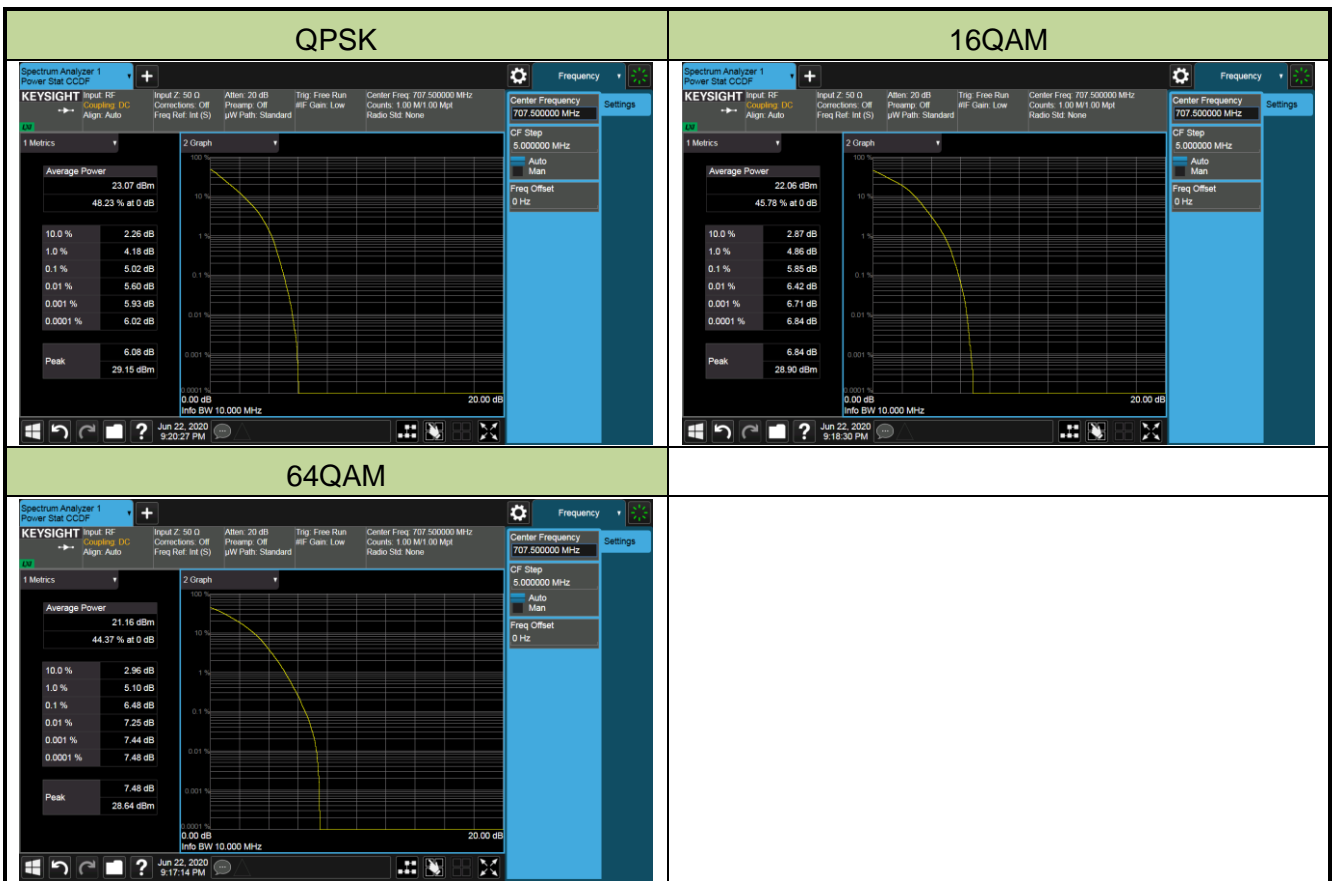 QPSK
Spectrum Analyzer 1
Power Stat CCDF
+
Frequency
KEYSIGHT
Input: RF
Coupling: DC
Align: Auto
Input Z: 50 Ω
Corrections: Off
Freq Ref: Int (S)
Atten: 20 dB
Preamp: Off
µW Path: Standard
Trig: Free Run
#IF Gain: Low
Center Freq: 707.500000 MHz
Counts: 1.00 M/1.00 Mpt
Radio Std: None
1 Metrics
Average Power
23.07 dBm
48.23 % at 0 dB
10.0 % 2.26 dB
1.0 % 4.18 dB
0.1 % 5.02 dB
0.01 % 5.60 dB
0.001 % 5.93 dB
0.0001 % 6.02 dB
Peak 6.08 dB
29.15 dBm
2 Graph
100 %
10 %
1 %
0.1 %
0.01 %
0.001 %
0.0001 %
0.00 dB 20.00 dB
Info BW 10.000 MHz
Center Frequency
707.500000 MHz
Settings
CF Step
5.000000 MHz
Auto
Man
Freq Offset
0 Hz
?
Jun 22, 2020
9:20:27 PM
16QAM
Spectrum Analyzer 1
Power Stat CCDF
+
Frequency
KEYSIGHT
Input: RF
Coupling: DC
Align: Auto
Input Z: 50 Ω
Corrections: Off
Freq Ref: Int (S)
Atten: 20 dB
Preamp: Off
µW Path: Standard
Trig: Free Run
#IF Gain: Low
Center Freq: 707.500000 MHz
Counts: 1.00 M/1.00 Mpt
Radio Std: None
1 Metrics
Average Power
22.06 dBm
45.78 % at 0 dB
10.0 % 2.87 dB
1.0 % 4.86 dB
0.1 % 5.85 dB
0.01 % 6.42 dB
0.001 % 6.71 dB
0.0001 % 6.84 dB
Peak 6.84 dB
28.90 dBm
2 Graph
100 %
10 %
1 %
0.1 %
0.01 %
0.001 %
0.0001 %
0.00 dB 20.00 dB
Info BW 10.000 MHz
Center Frequency
707.500000 MHz
Settings
CF Step
5.000000 MHz
Auto
Man
Freq Offset
0 Hz
?
Jun 22, 2020
9:18:30 PM
64QAM
Spectrum Analyzer 1
Power Stat CCDF
+
Frequency
KEYSIGHT
Input: RF
Coupling: DC
Align: Auto
Input Z: 50 Ω
Corrections: Off
Freq Ref: Int (S)
Atten: 20 dB
Preamp: Off
µW Path: Standard
Trig: Free Run
#IF Gain: Low
Center Freq: 707.500000 MHz
Counts: 1.00 M/1.00 Mpt
Radio Std: None
1 Metrics
Average Power
21.16 dBm
44.37 % at 0 dB
10.0 % 2.96 dB
1.0 % 5.10 dB
0.1 % 6.48 dB
0.01 % 7.25 dB
0.001 % 7.44 dB
0.0001 % 7.48 dB
Peak 7.48 dB
28.64 dBm
2 Graph
100 %
10 %
1 %
0.1 %
0.01 %
0.001 %
0.0001 %
0.00 dB 20.00 dB
Info BW 10.000 MHz
Center Frequency
707.500000 MHz
Settings
CF Step
5.000000 MHz
Auto
Man
Freq Offset
0 Hz
?
Jun 22, 2020
9:17:14 PM